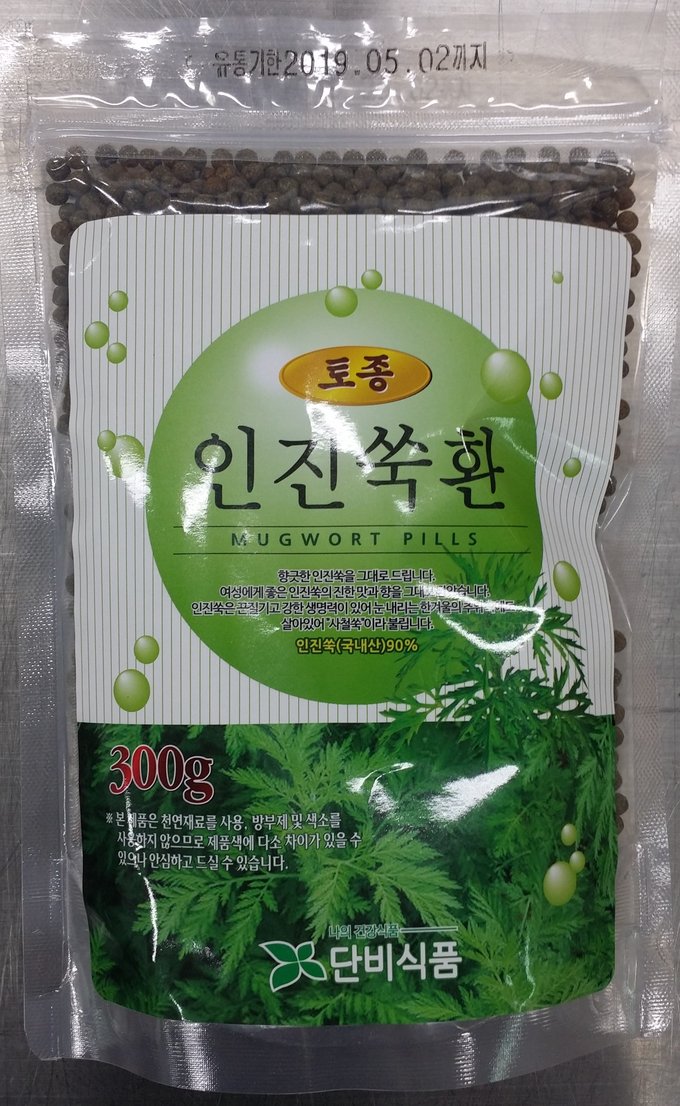 유통기한2019.05.02까지
토종
인진쑥환
MUGWORT PILLS
향긋한 인진쑥을 그대로 드립니다.
여성에게 좋은 인진쑥의 진한 맛과 향을 그대로 담았습니다.
인진쑥은 끈질기고 강한 생명력이 있어 눈 내리는 한겨울의
살아있어 "사철쑥"이라 불립니다.
인진쑥(국내산)90%
300g
※ 본 제품은 천연재료를 사용, 방부제 및 색소를
사용하지 않으므로 제품색에 다소 차이가 있을 수
있으나 안심하고 드실 수 있습니다.
나의 건강식품
단비식품